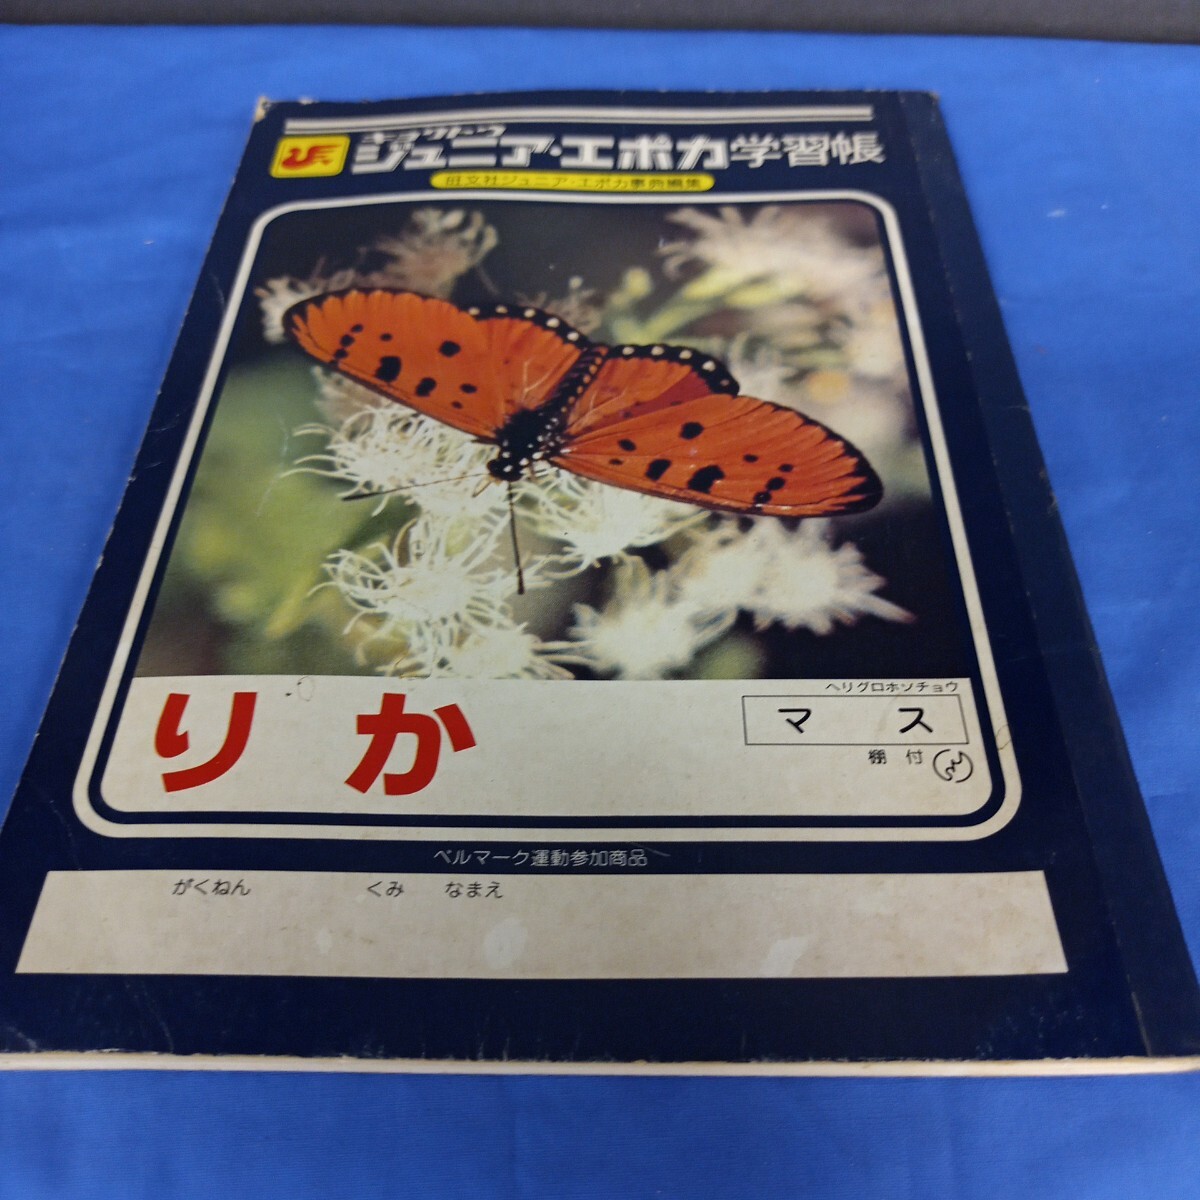 キョクトウ
ジュニア・エポカ学習帳
旺文社ジュニア・エポカ事典編集
ヘリグロホソチョウ
りか
マス
棚付
ベルマーク運動参加商品
がくねん くみ なまえ